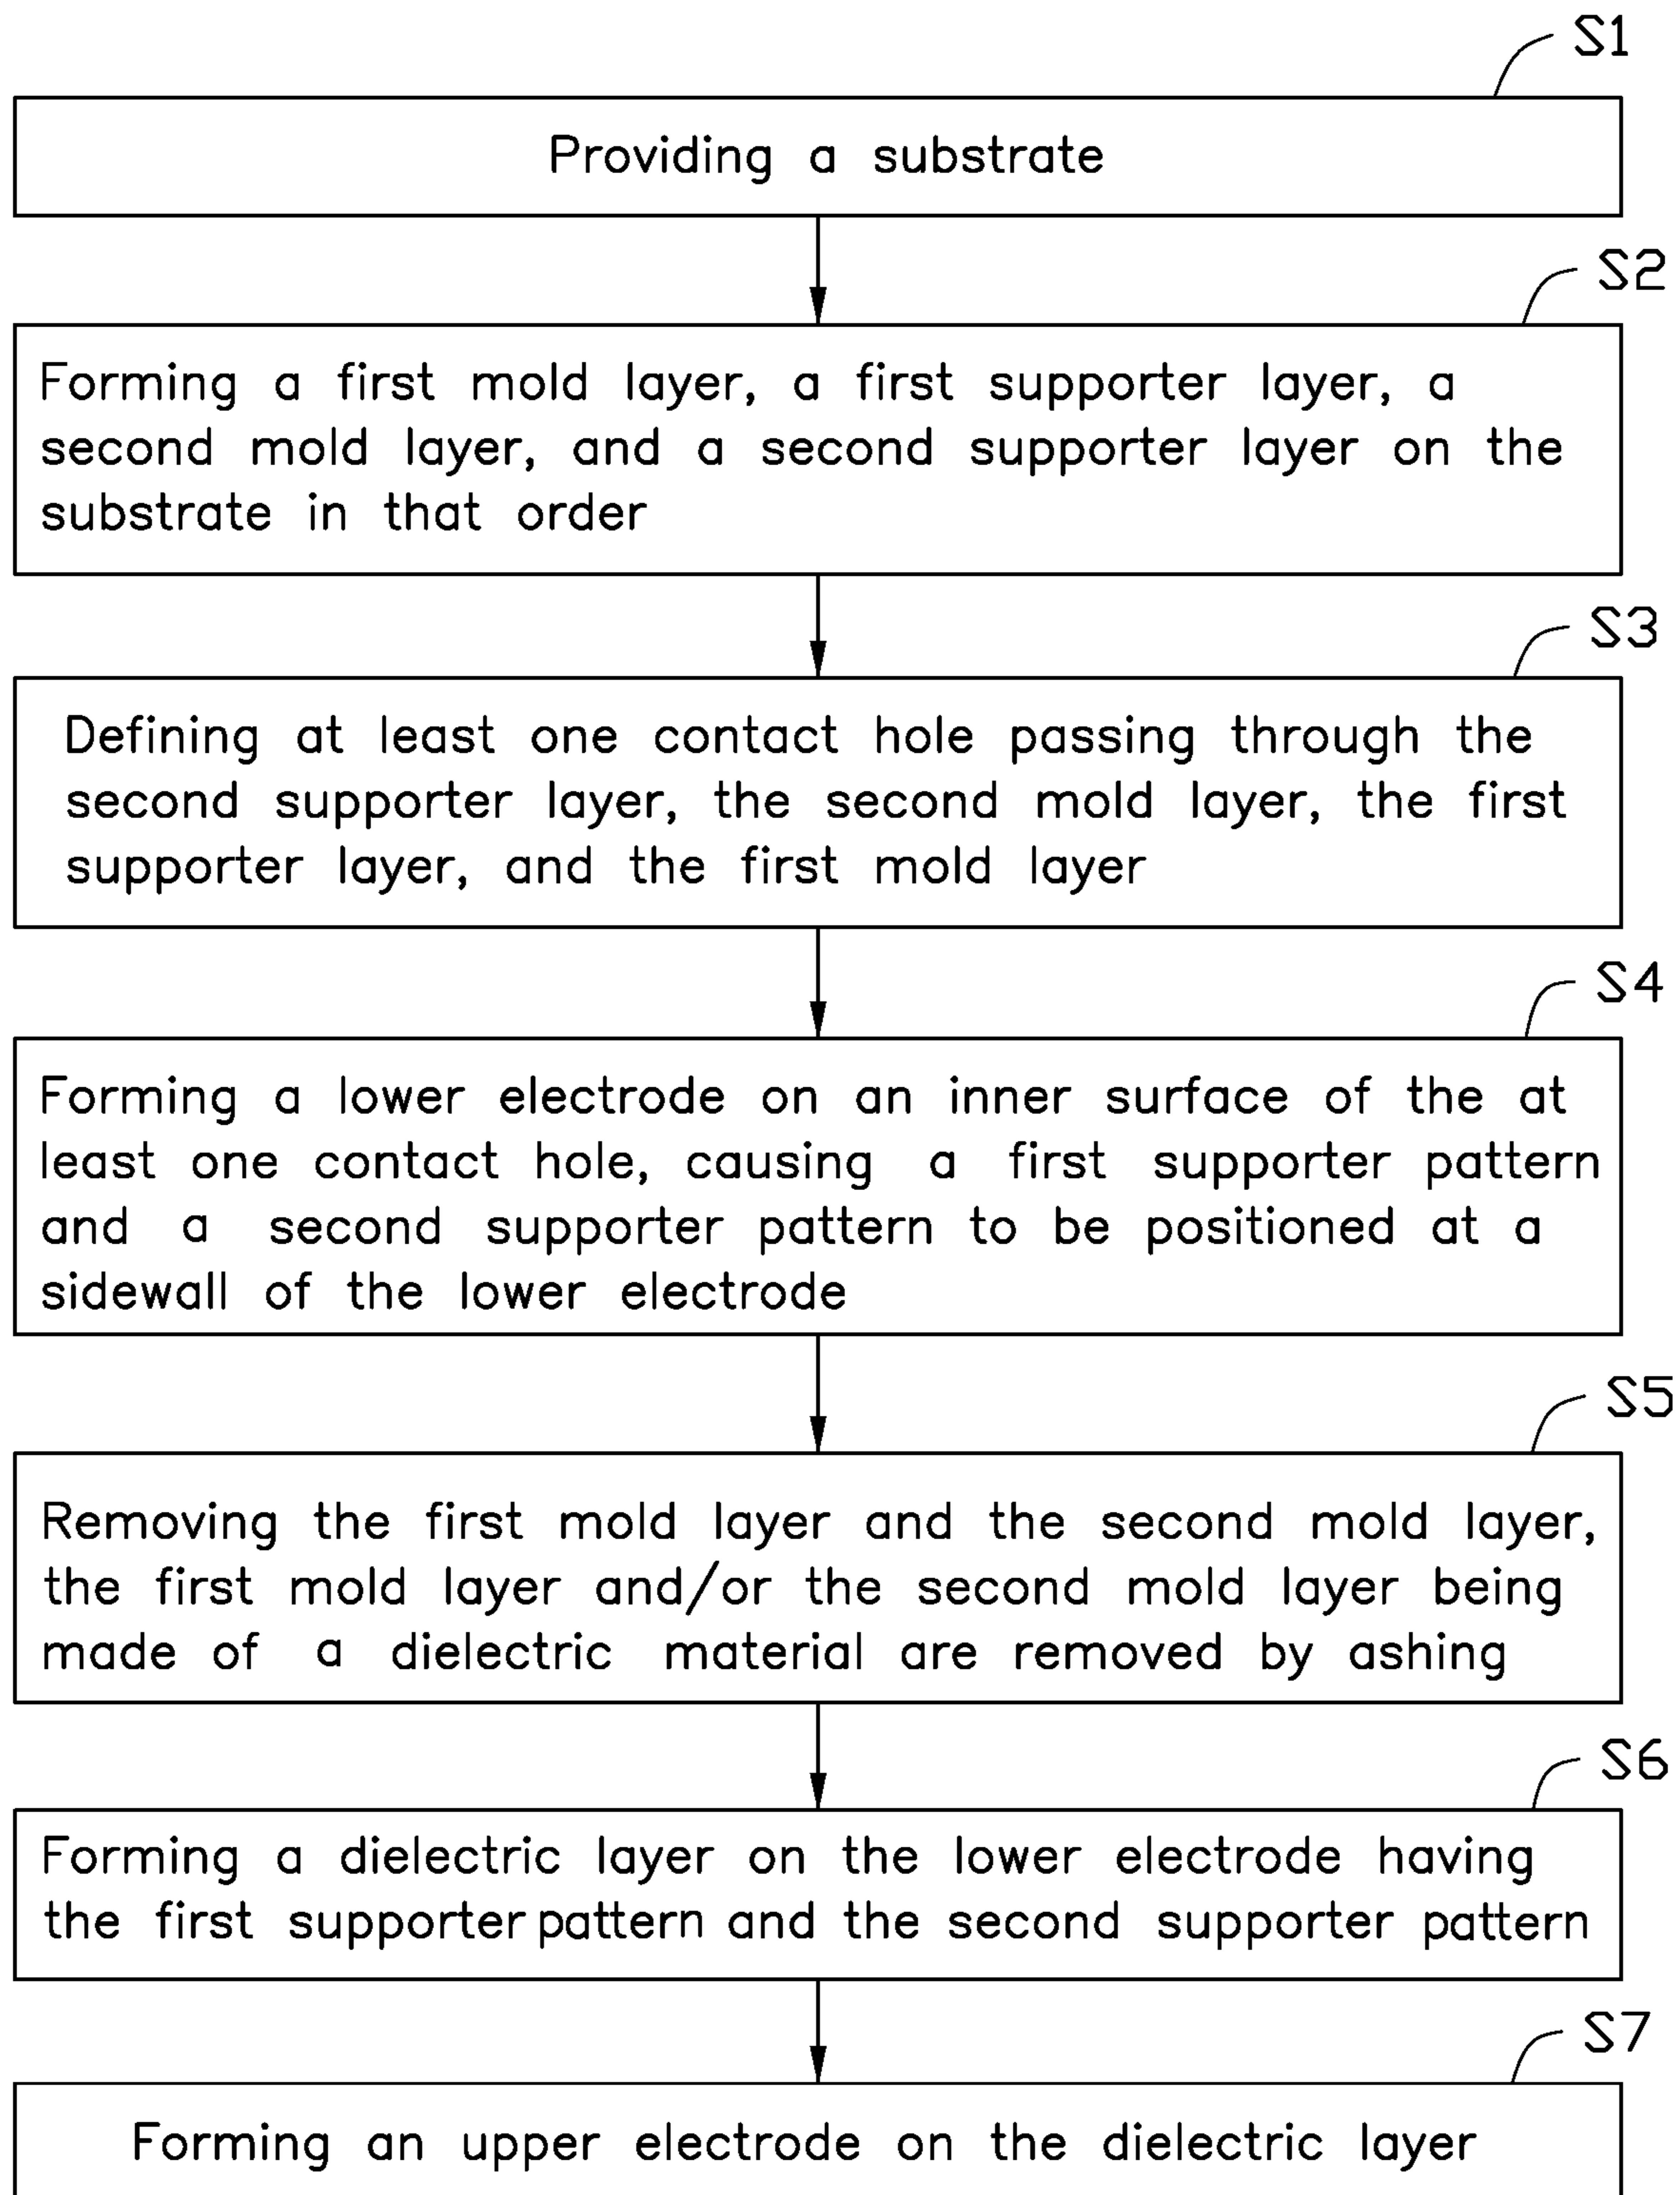 S1
Providing a substrate
S2
Forming a first mold layer, a first supporter layer, a
second mold layer, and a second supporter layer on the
substrate in that order
S3
Defining at least one contact hole passing through the
second supporter layer, the second mold layer, the first
supporter layer, and the first mold layer
S4
Forming a lower electrode on an inner surface of the at
least one contact hole, causing a first supporter pattern
and a second supporter pattern to be positioned at a
sidewall of the lower electrode
S5
Removing the first mold layer and the second mold layer,
the first mold layer and/or the second mold layer being
made of a dielectric material are removed by ashing
S6
Forming a dielectric layer on the lower electrode having
the first supporter pattern and the second supporter pattern
S7
Forming an upper electrode on the dielectric layer